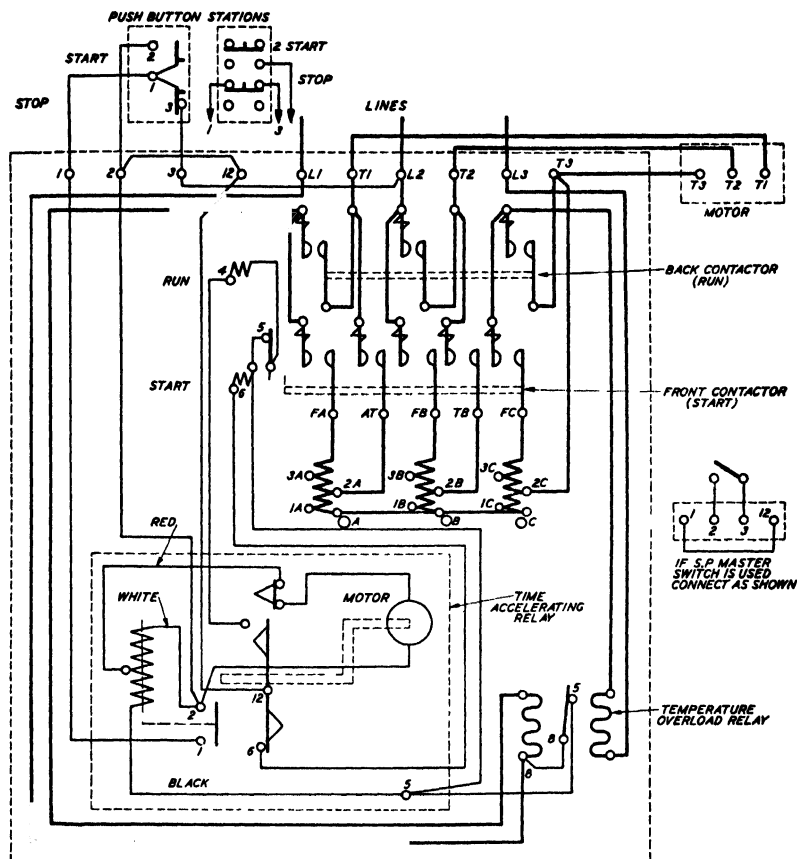 PUSH BUTTON STATIONS
START
2
1
3
STOP
2 START
STOP
1
3
LINES
1
2
3
12
L1
T1
L2
T2
L3
T3
T3
T2
T1
MOTOR
RUN
4
BACK CONTACTOR
(RUN)
5
START
6
FRONT CONTACTOR
(START)
FA
AT
FB
TB
FC
3A
2A
3B
2B
3C
2C
1A
1B
1C
A
B
C
1
2
3
12
IF S.P MASTER
SWITCH IS USED
CONNECT AS SHOWN
RED
WHITE
MOTOR
TIME
ACCELERATING
RELAY
2
12
1
6
BLACK
5
5
8
8
TEMPERATURE
OVERLOAD RELAY